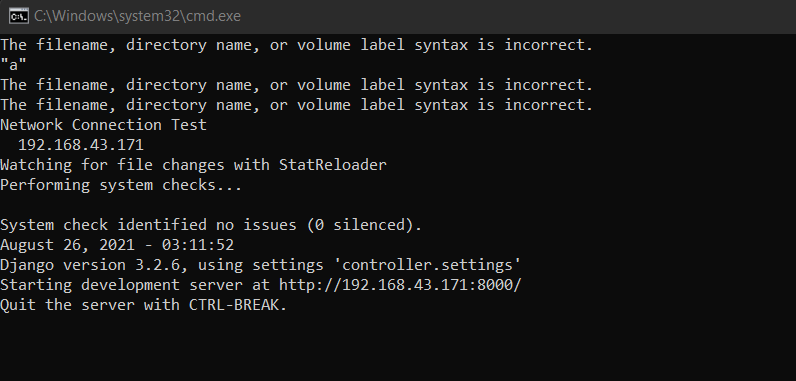 C:\Windows\system32\cmd.exe
The filename, directory name, or volume label syntax is incorrect.
"a"
The filename, directory name, or volume label syntax is incorrect.
The filename, directory name, or volume label syntax is incorrect.
Network Connection Test
  192.168.43.171
Watching for file changes with StatReloader
Performing system checks...

System check identified no issues (0 silenced).
August 26, 2021 - 03:11:52
Django version 3.2.6, using settings 'controller.settings'
Starting development server at http://192.168.43.171:8000/
Quit the server with CTRL-BREAK.